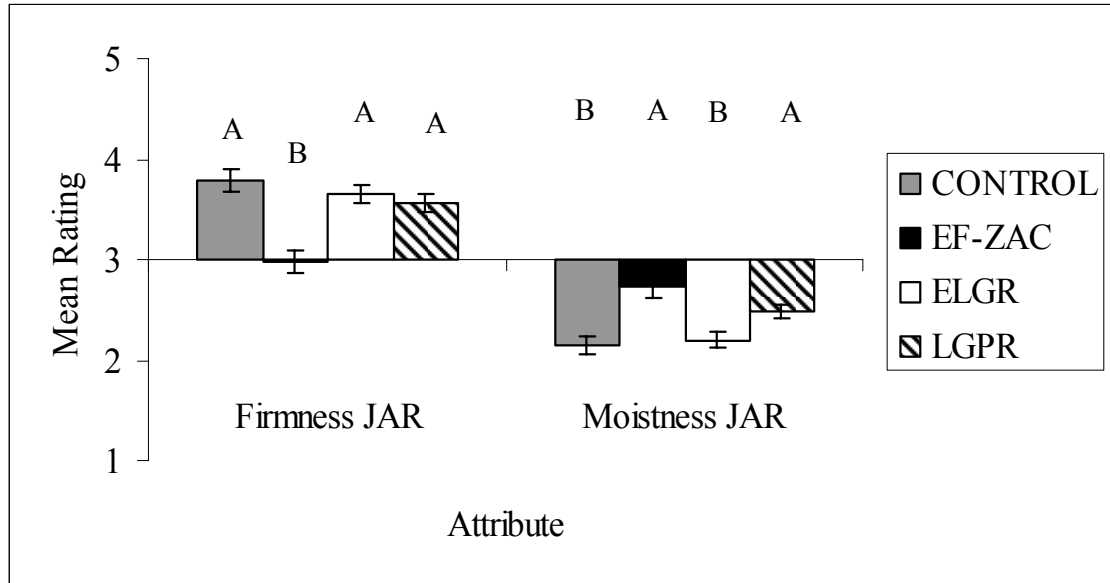 5
4
3
2
1
Mean Rating
A
B
A
A
B
A
B
A
Firmness JAR
Moistness JAR
Attribute
CONTROL
EF-ZAC
ELGR
LGPR